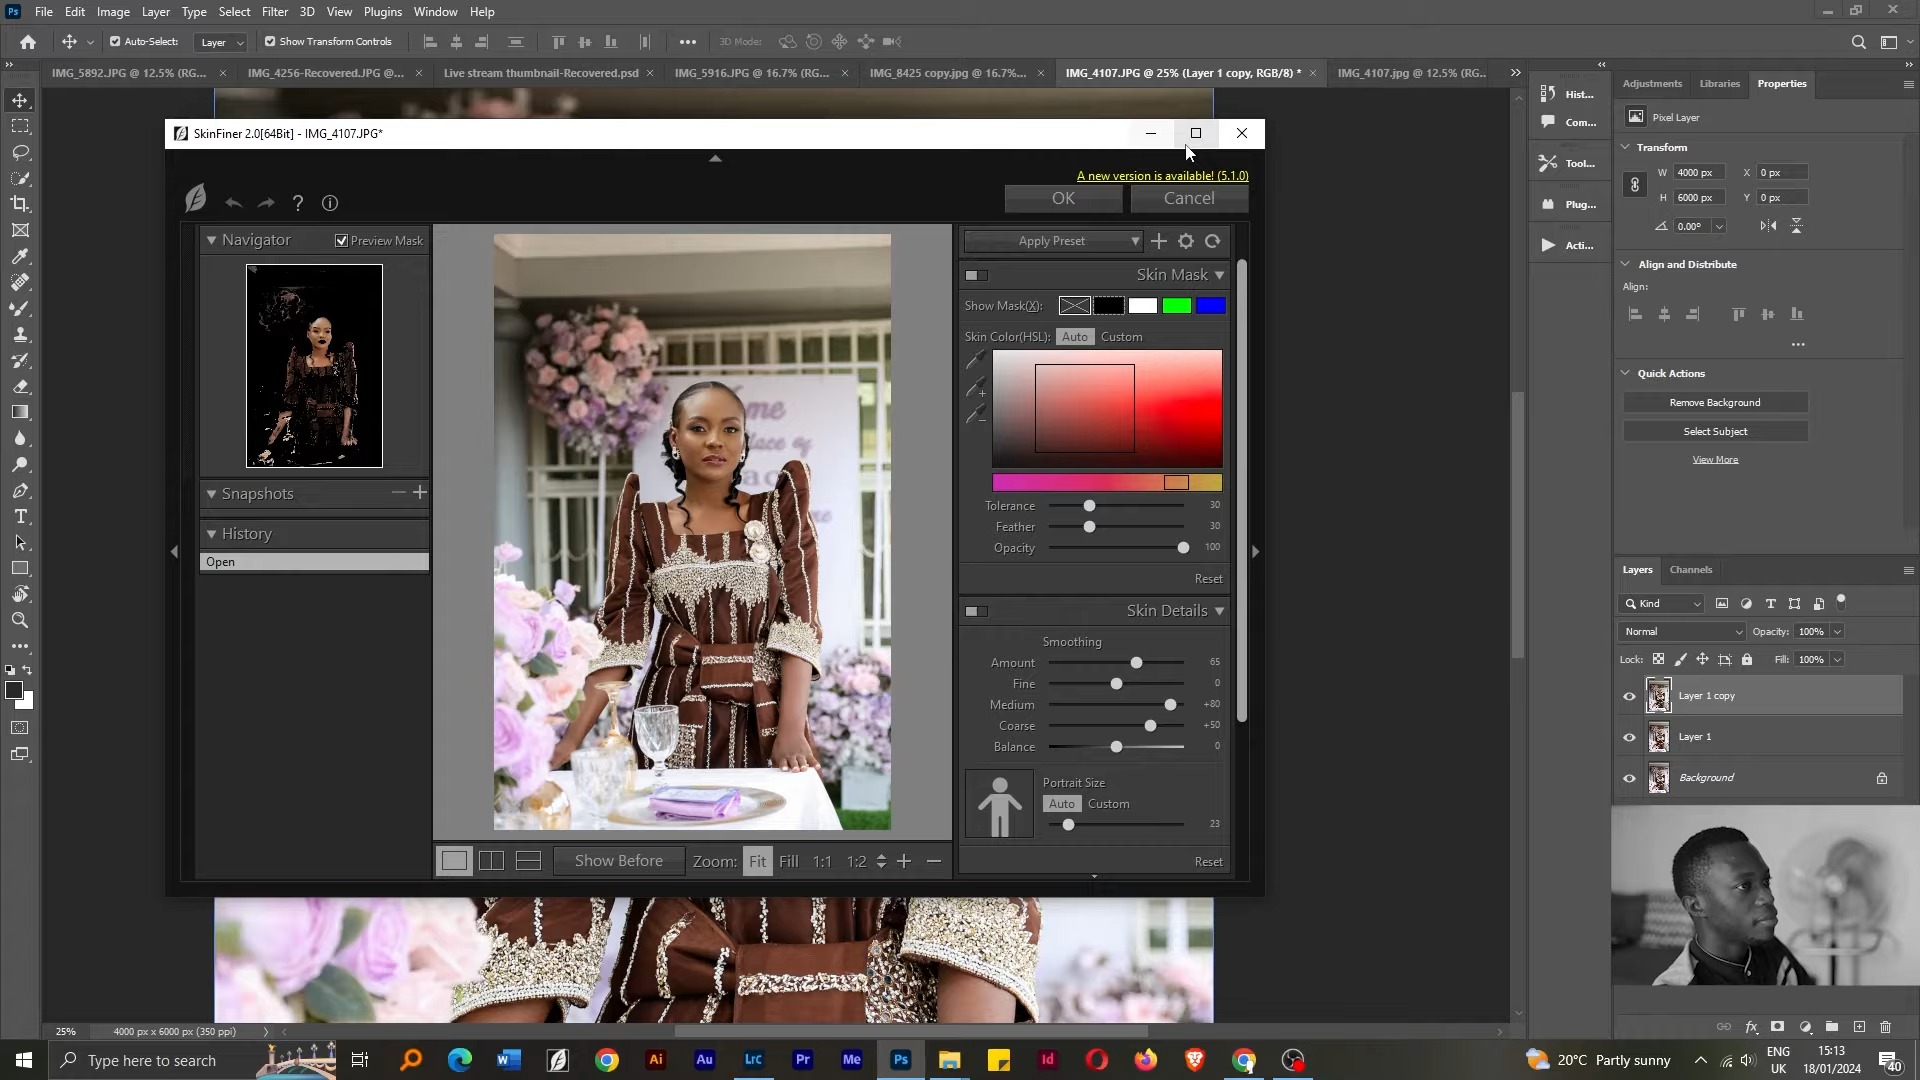 Ps File Edit Image Layer Type Select Filter 3D View Plugins Window Help
Auto-Select: Layer Show Transform Controls 3D Mode:
IMG_5892.JPG @ 12.5% (RG... IMG_4256-Recovered.JPG @... Live stream thumbnail-Recovered.psd IMG_5916.JPG @ 16.7% (RG... IMG_8425 copy.jpg @ 16.7%... IMG_4107.JPG @ 25% (Layer 1 copy, RGB/8) * IMG_4107.jpg @ 12.5% (RG...
SkinFiner 2.0[64Bit] - IMG_4107.JPG*
A new version is available! (5.1.0)
OK Cancel
Navigator Preview Mask
Snapshots
History
Open
Apply Preset
Skin Mask
Show Mask(X):
Skin Color(HSL): Auto Custom
Tolerance 30
Feather 30
Opacity 100
Reset
Skin Details
Smoothing
Amount 65
Fine 0
Medium +80
Coarse +50
Balance 0
Portrait Size
Auto Custom
23
Reset
Show Before Zoom: Fit Fill 1:1 1:2
Hist...
Com...
Tool...
Plug...
Acti...
Adjustments Libraries Properties
Pixel Layer
Transform
W 4000 px X 0 px
H 6000 px Y 0 px
0.00°
Align and Distribute
Align:
Quick Actions
Remove Background
Select Subject
View More
Layers Channels
Kind
Normal Opacity: 100%
Lock: Fill: 100%
Layer 1 copy
Layer 1
Background
25% 4000 px x 6000 px (350 ppi)
Type here to search
Ai Au Lrc Pr Me Ps Id
20°C Partly sunny
ENG
UK
15:13
18/01/2024
40